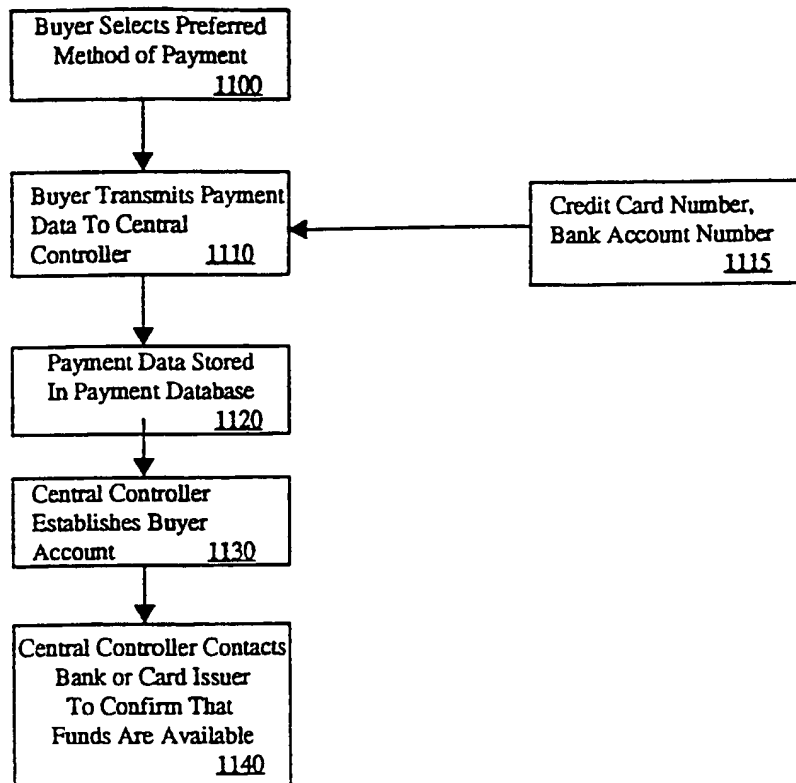 Buyer Selects Preferred
Method of Payment
1100
Buyer Transmits Payment
Data To Central
Controller 1110
Credit Card Number,
Bank Account Number
1115
Payment Data Stored
In Payment Database
1120
Central Controller
Establishes Buyer
Account 1130
Central Controller Contacts
Bank or Card Issuer
To Confirm That
Funds Are Available
1140